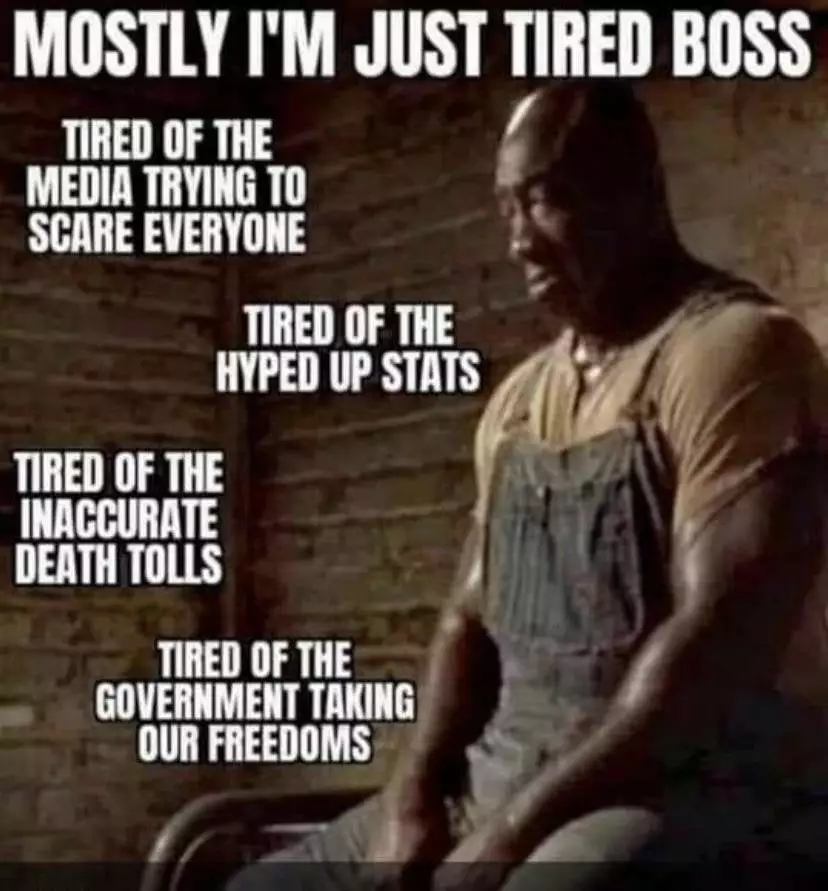 MOSTLY I'M JUST TIRED BOSS
TIRED OF THE
MEDIA TRYING TO
SCARE EVERYONE
TIRED OF THE
HYPED UP STATS
TIRED OF THE
INACCURATE
DEATH TOLLS
TIRED OF THE
GOVERNMENT TAKING
OUR FREEDOMS